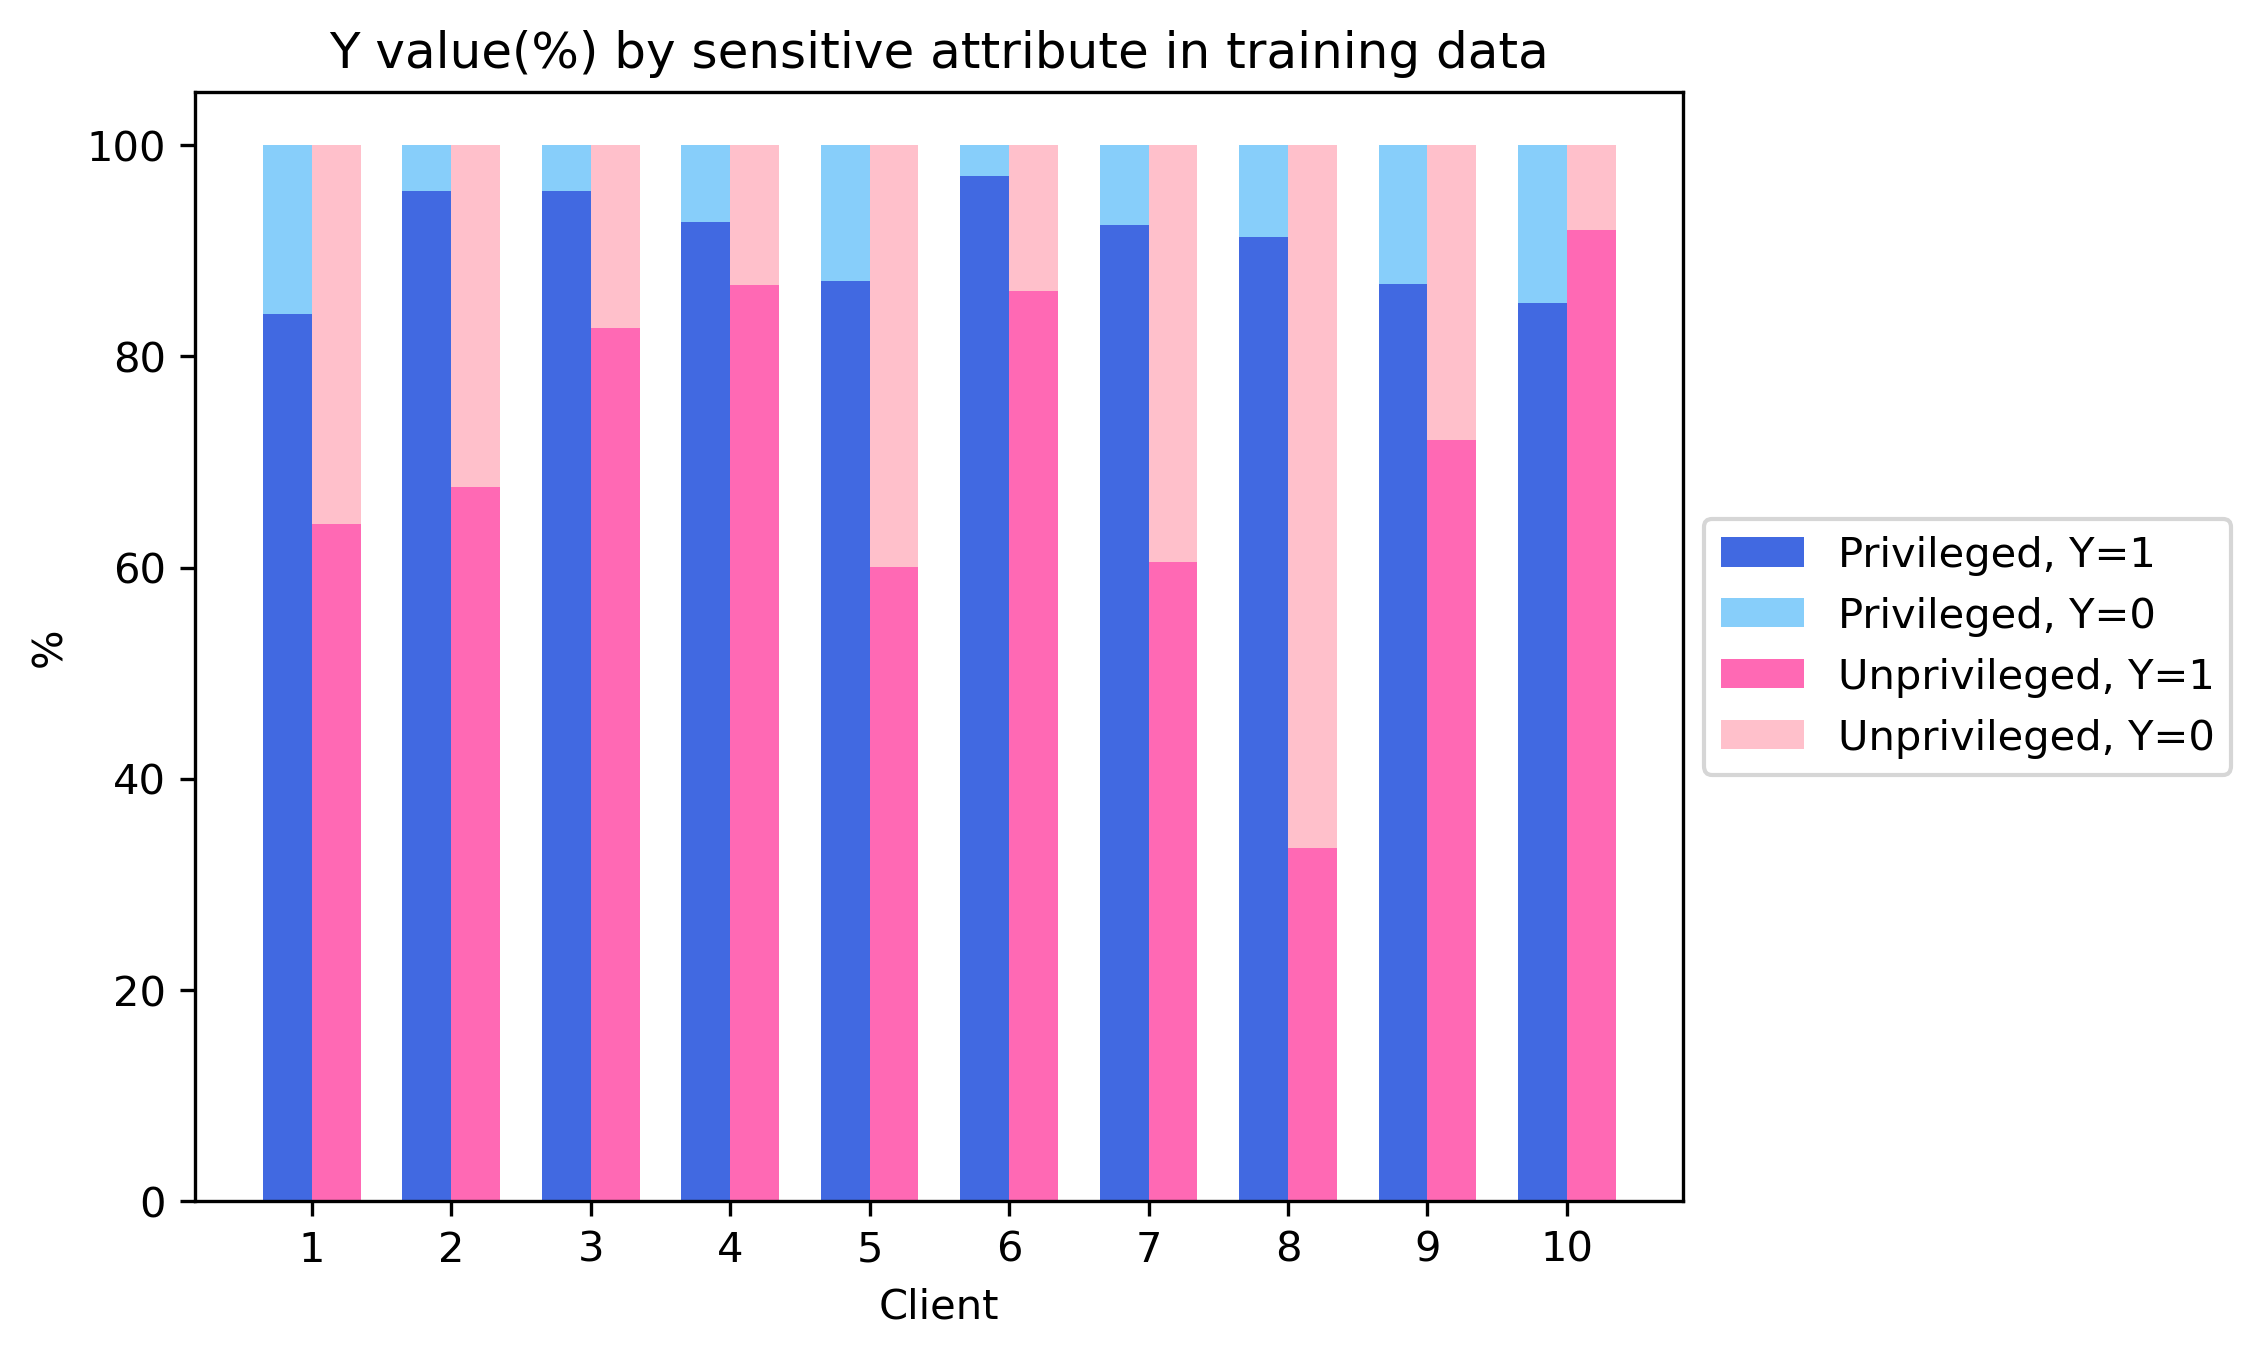 Y value(%) by sensitive attribute in training data
100
80
60
40
20
0
%
1 2 3 4 5 6 7 8 9 10
Client
Privileged, Y=1
Privileged, Y=0
Unprivileged, Y=1
Unprivileged, Y=0